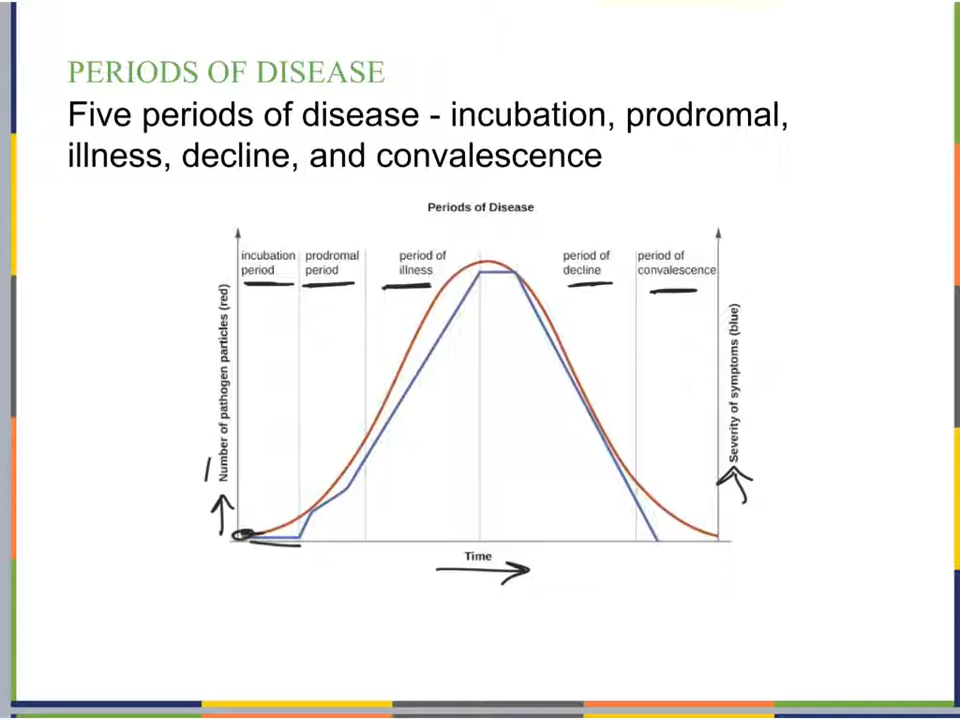 PERIODS OF DISEASE
Five periods of disease - incubation, prodromal,
illness, decline, and convalescence
Periods of Disease
incubation
period
prodromal
period
period of
illness
period of
decline
period of
convalescence
Number of pathogen particles (red)
Severity of symptoms (blue)
Time